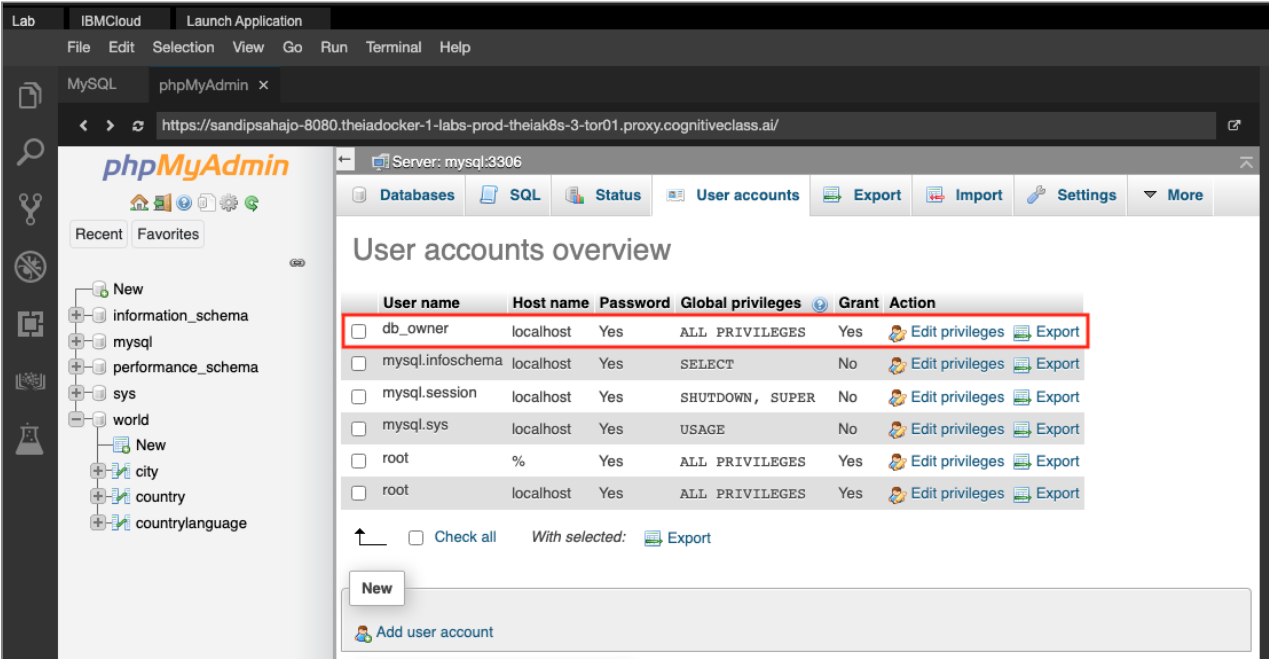 Lab IBMCloud Launch Application
File Edit Selection View Go Run Terminal Help
MySQL phpMyAdmin ×
https://sandipsahajo-8080.theiadocker-1-labs-prod-theiak8s-3-tor01.proxy.cognitiveclass.ai/
phpMyAdmin
Recent Favorites
New
information_schema
mysql
performance_schema
sys
world
New
city
country
countrylanguage
Server: mysql:3306
Databases SQL Status User accounts Export Import Settings More
User accounts overview
User name Host name Password Global privileges Grant Action
db_owner localhost Yes ALL PRIVILEGES Yes Edit privileges Export
mysql.infoschema localhost Yes SELECT No Edit privileges Export
mysql.session localhost Yes SHUTDOWN, SUPER No Edit privileges Export
mysql.sys localhost Yes USAGE No Edit privileges Export
root % Yes ALL PRIVILEGES Yes Edit privileges Export
root localhost Yes ALL PRIVILEGES Yes Edit privileges Export
Check all With selected: Export
New
Add user account